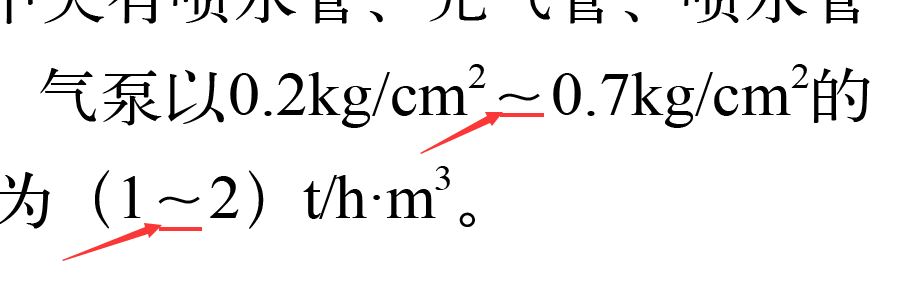 中夹有喷水管、充气管、喷水管
气泵以0.2kg/cm²～0.7kg/cm²的
为（1～2）t/h·m³。